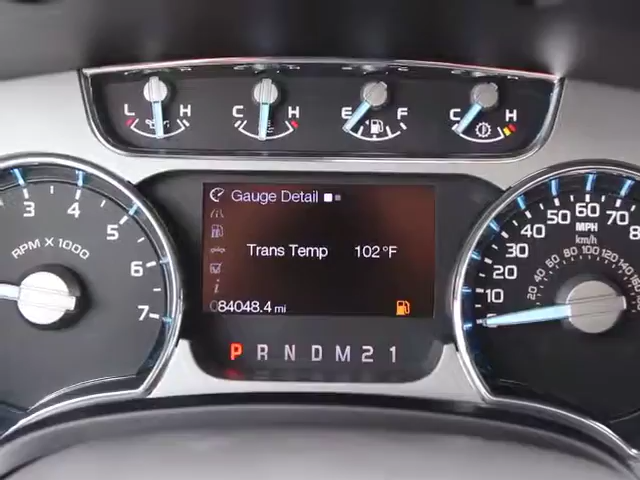 L H
C H
E F
C H
3 4 5 6 7
RPM X 1000
Gauge Detail
Trans Temp 102°F
084048.4 mi
P R N D M 2 1
10 20 30 40 50 60 70 8
MPH
km/h
20 40 60 80 100 120 140